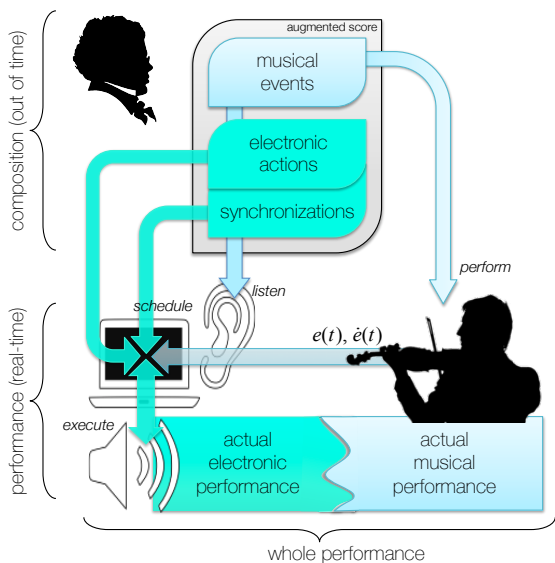 augmented score
musical
events
electronic
actions
synchronizations
composition (out of time)
perform
listen
schedule
e(t), ė(t)
performance (real-time)
execute
actual
electronic
performance
actual
musical
performance
whole performance